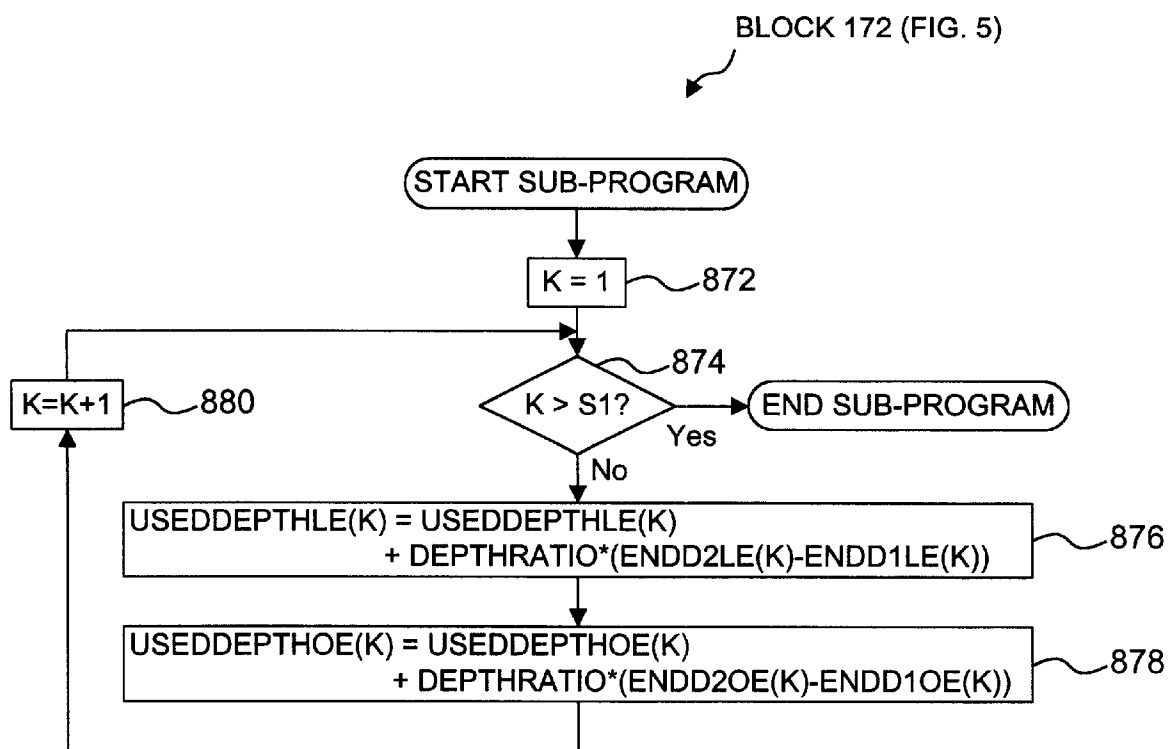 BLOCK 172 (FIG. 5)
START SUB-PROGRAM
K = 1
872
874
K=K+1
880
K > S1?
END SUB-PROGRAM
Yes
No
USEDDEPTHLE(K) = USEDDEPTHLE(K)
+ DEPTHRATIO*(ENDD2LE(K)-ENDD1LE(K))
876
USEDDEPTHOE(K) = USEDDEPTHOE(K)
+ DEPTHRATIO*(ENDD2OE(K)-ENDD1OE(K))
878